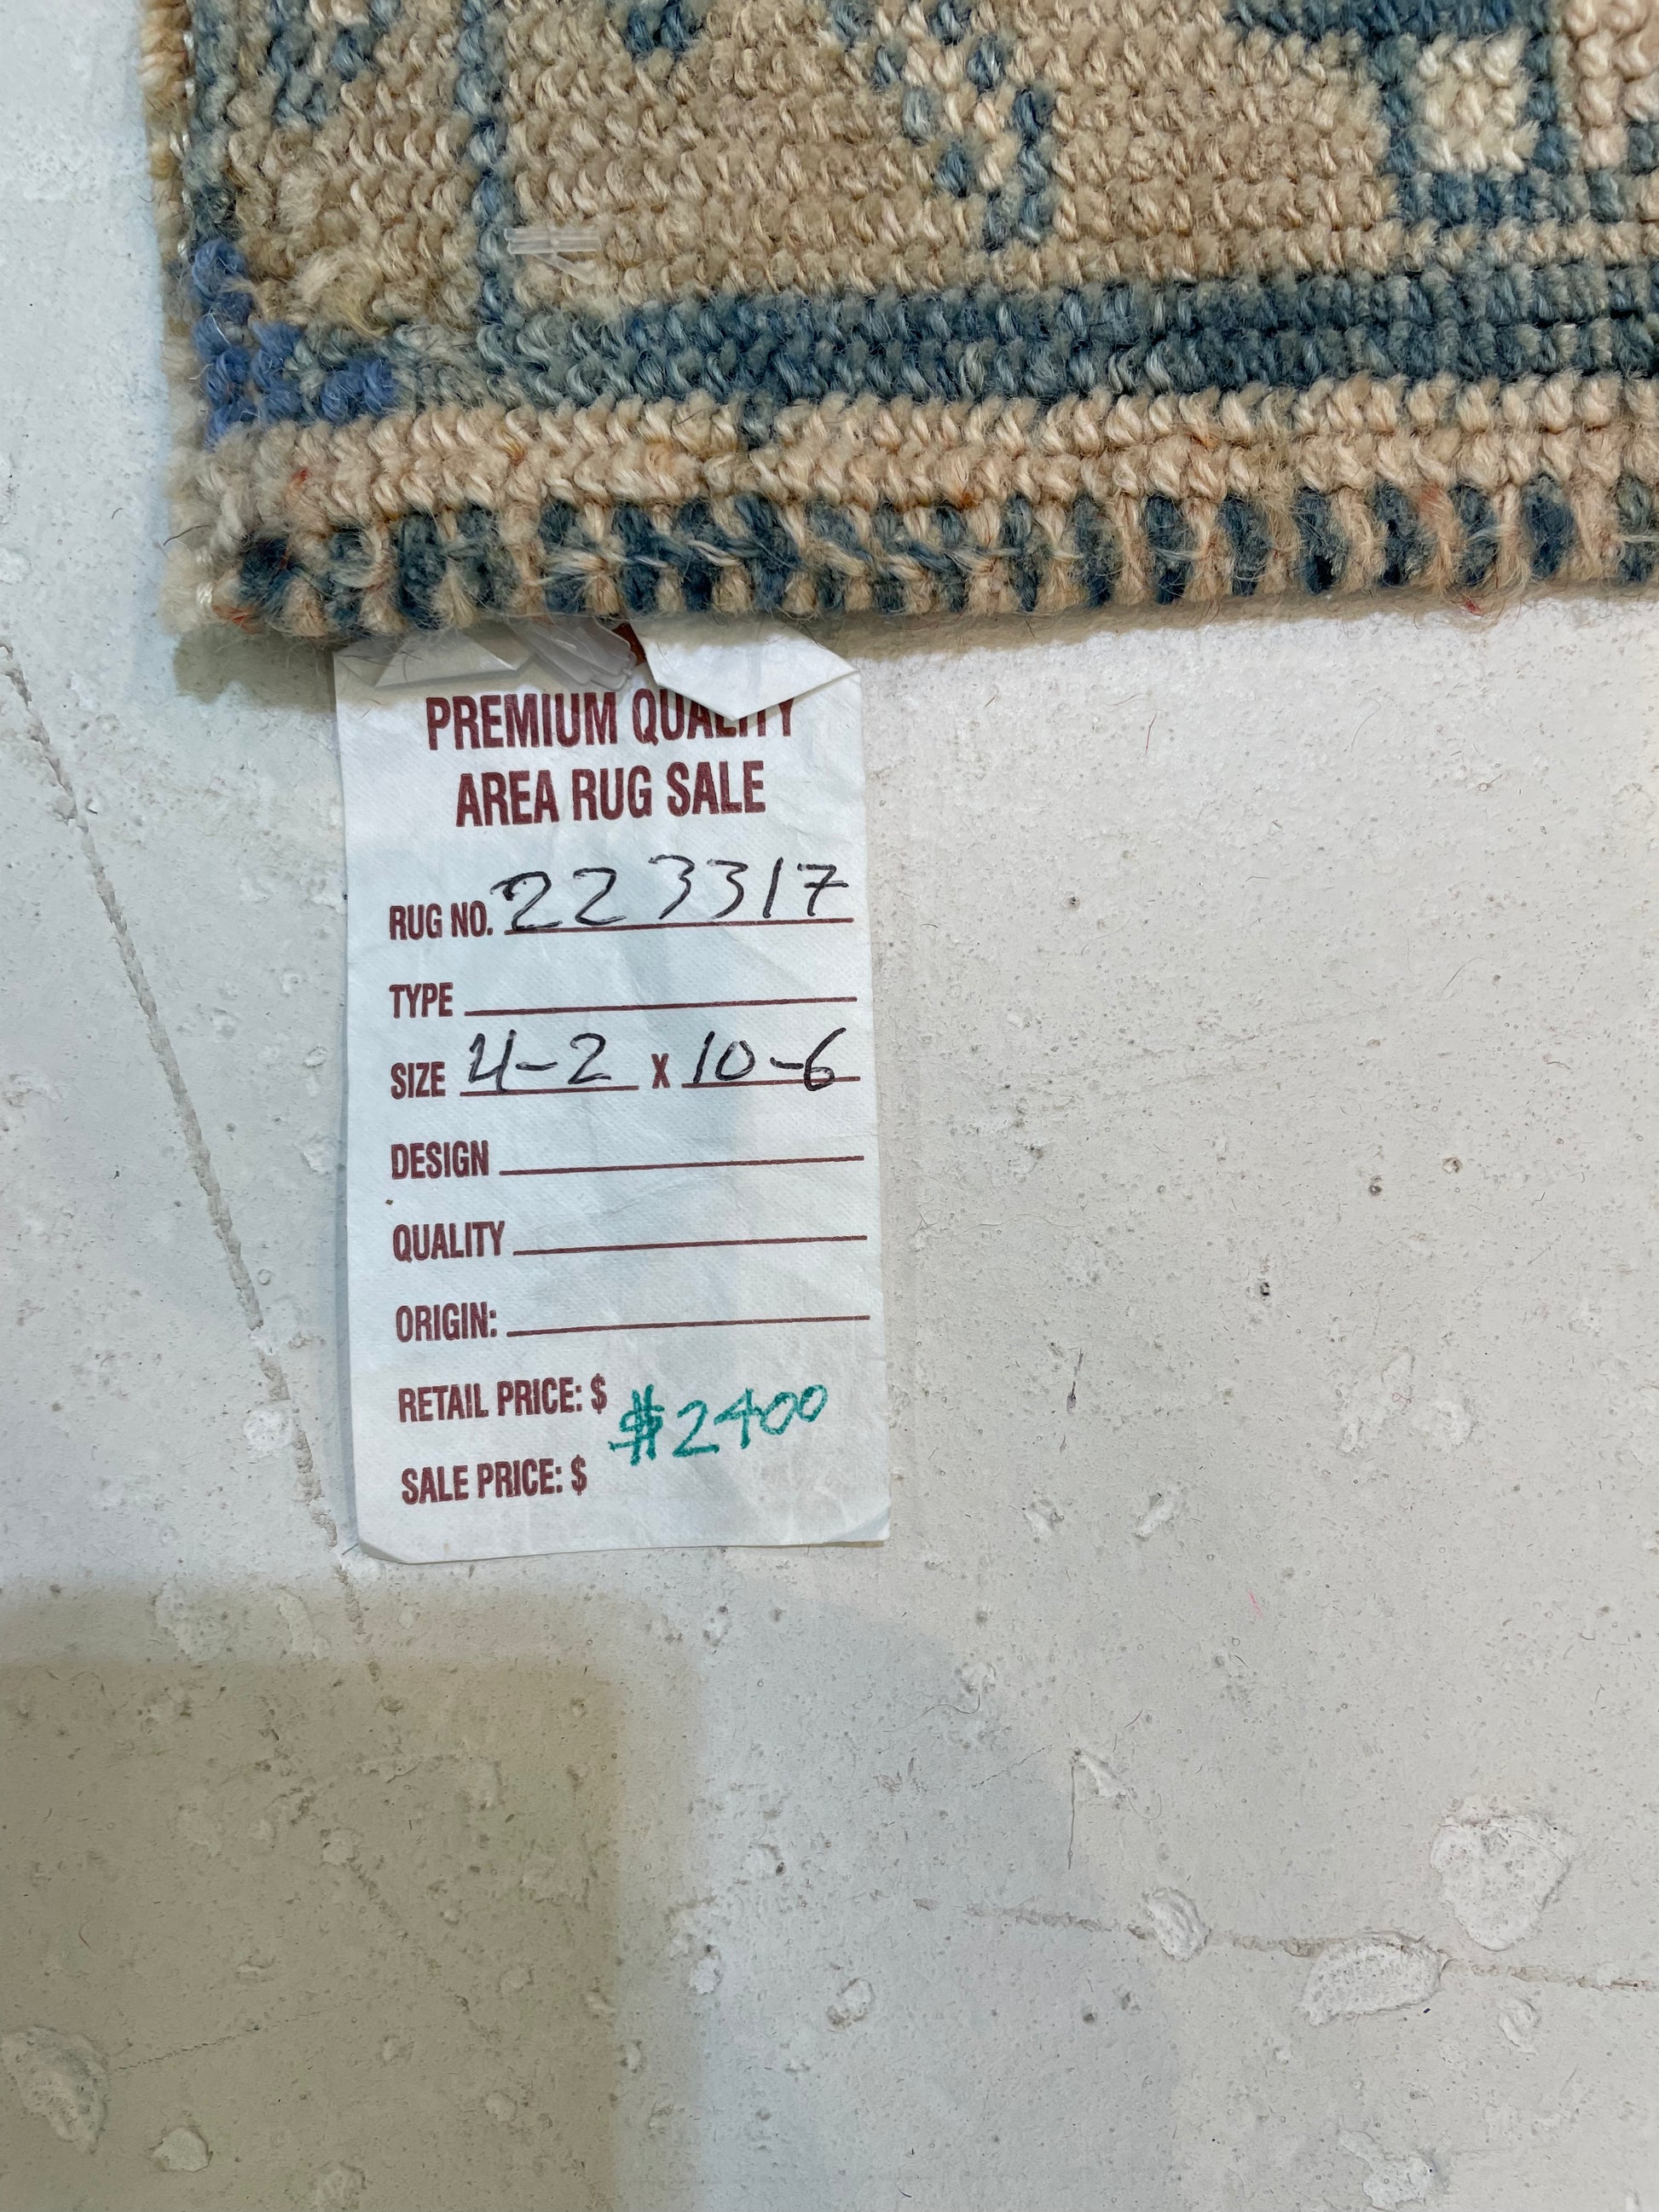 PREMIUM QUALITY
AREA RUG SALE
RUG NO. 223317
TYPE
SIZE 4-2 X 10-6
DESIGN
QUALITY
ORIGIN:
RETAIL PRICE: $ $2400
SALE PRICE: $